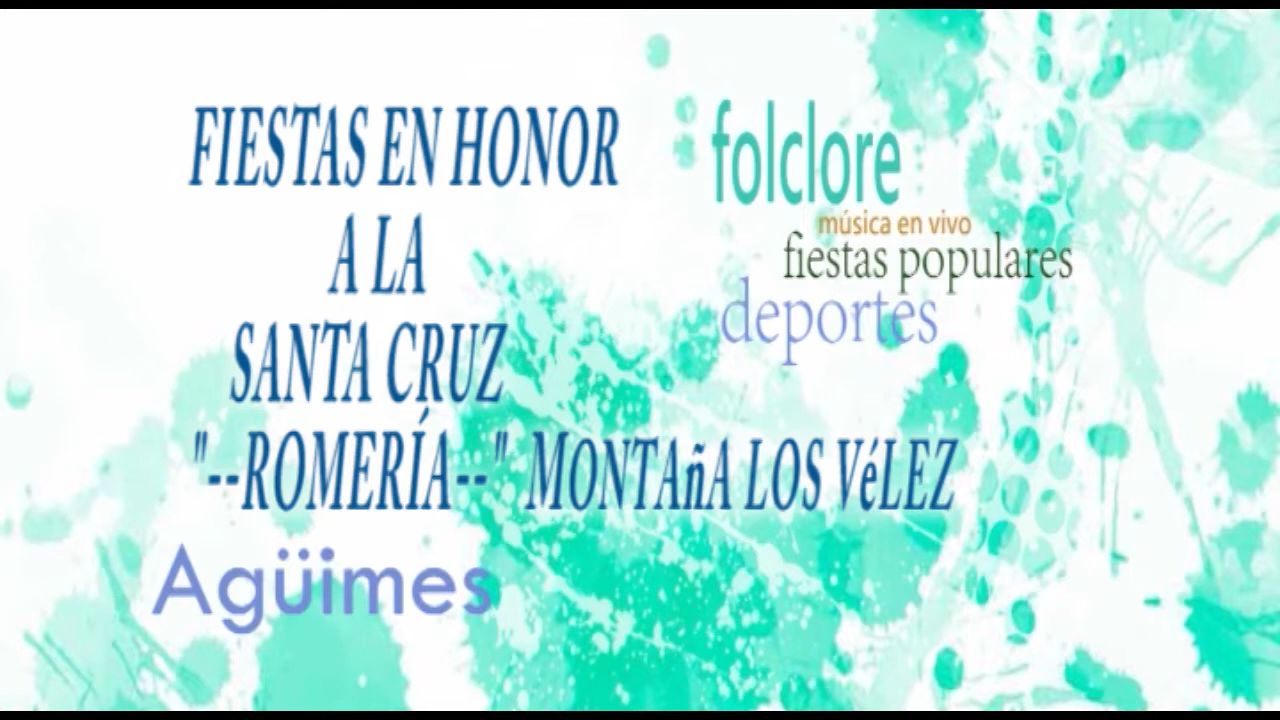 FIESTAS EN HONOR
A LA
SANTA CRUZ
"--ROMERÍA--" MONTAñA LOS VéLEZ
Agüimes
folclore
música en vivo
fiestas populares
deportes